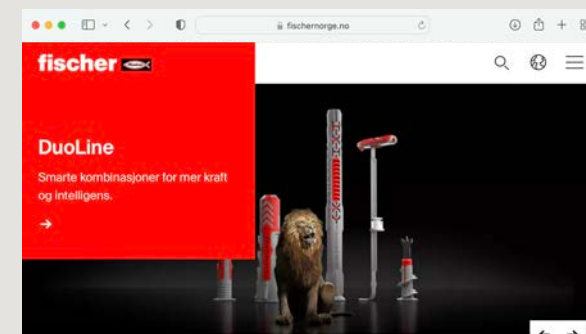 fischernorge.no
fischer
DuoLine
Smarte kombinasjoner for mer kraft
og intelligens.